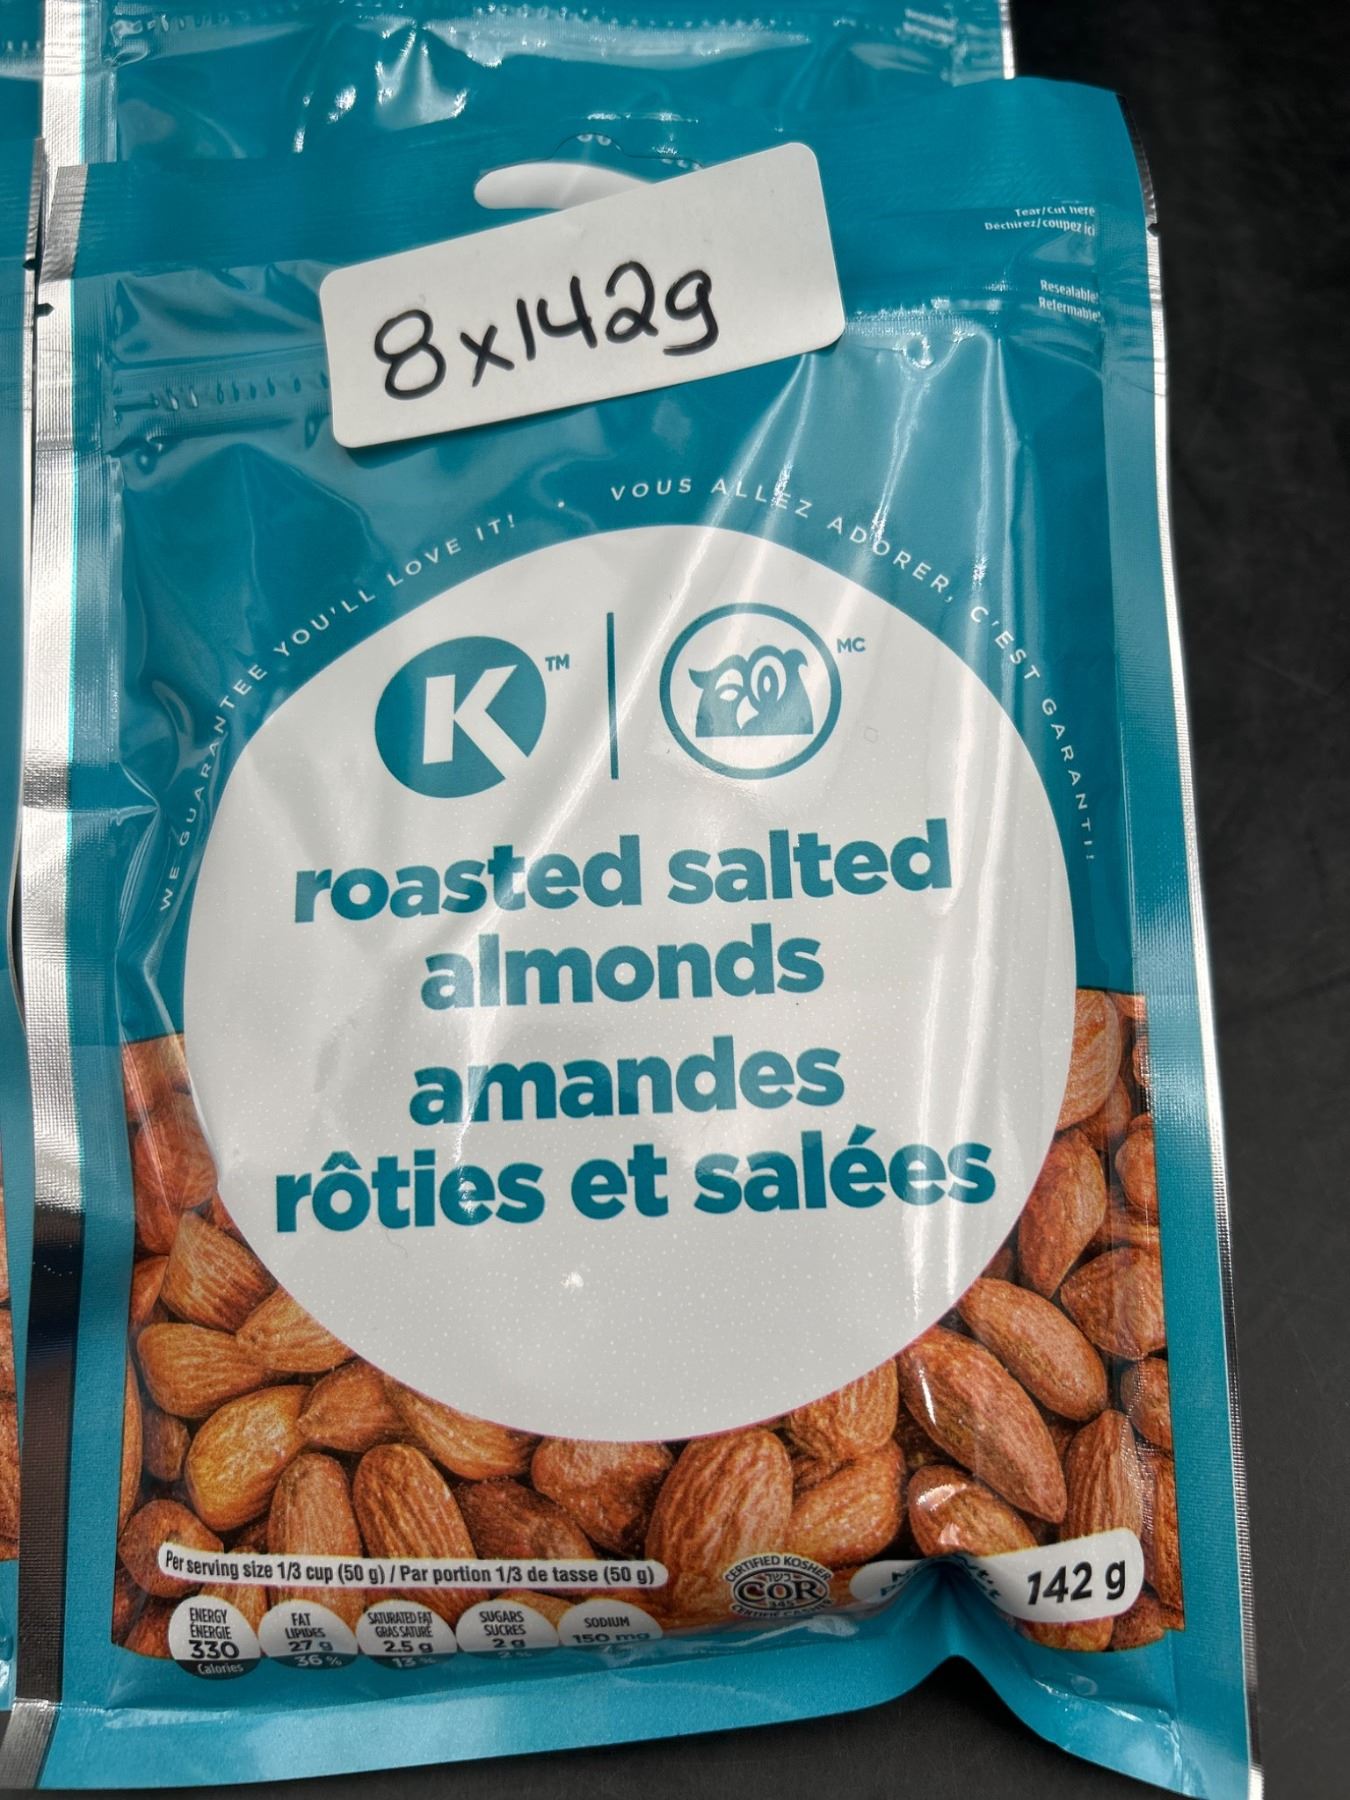 Tear/Cut here
Déchirez/coupez ici
Resealable!
Refermable!
8x142g
WE GUARANTEE YOU'LL LOVE IT! • VOUS ALLEZ ADORER, C'EST GARANTI!
K TM MC
roasted salted
almonds
amandes
rôties et salées
Per serving size 1/3 cup (50 g) / Par portion 1/3 de tasse (50 g)
ENERGY
ÉNERGIE
330
Calories
FAT
LIPIDES
27 g
36 %
SATURATED FAT
GRAS SATURÉ
2.5 g
13 %
SUGARS
SUCRES
2 g
2 %
SODIUM
150 mg
CERTIFIED KOSHER
COR
345
142 g